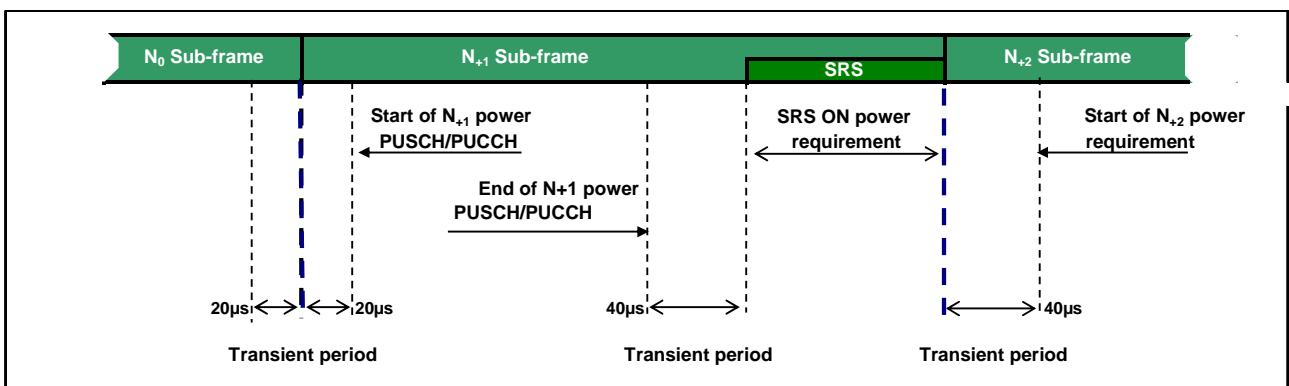 N0 Sub-frame
N+1 Sub-frame
SRS
N+2 Sub-frame
Start of N+1 power
PUSCH/PUCCH
SRS ON power
requirement
Start of N+2 power
requirement
End of N+1 power
PUSCH/PUCCH
20µs
20µs
40µs
40µs
Transient period
Transient period
Transient period